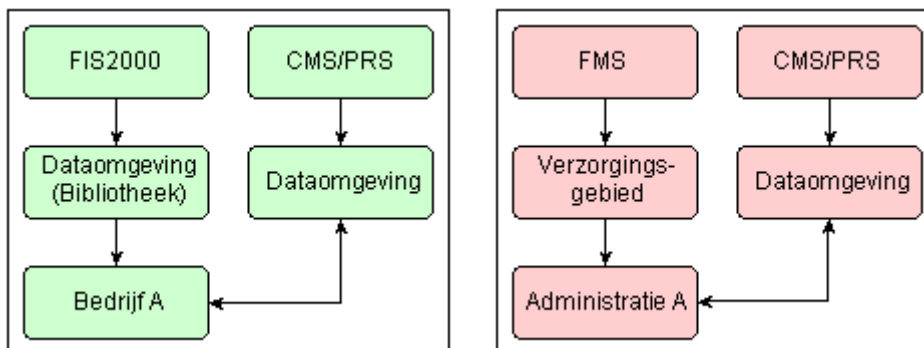 FIS2000
CMS/PRS
Dataomgeving
(Bibliotheek)
Dataomgeving
Bedrijf A
FMS
CMS/PRS
Verzorgings-
gebied
Dataomgeving
Administratie A